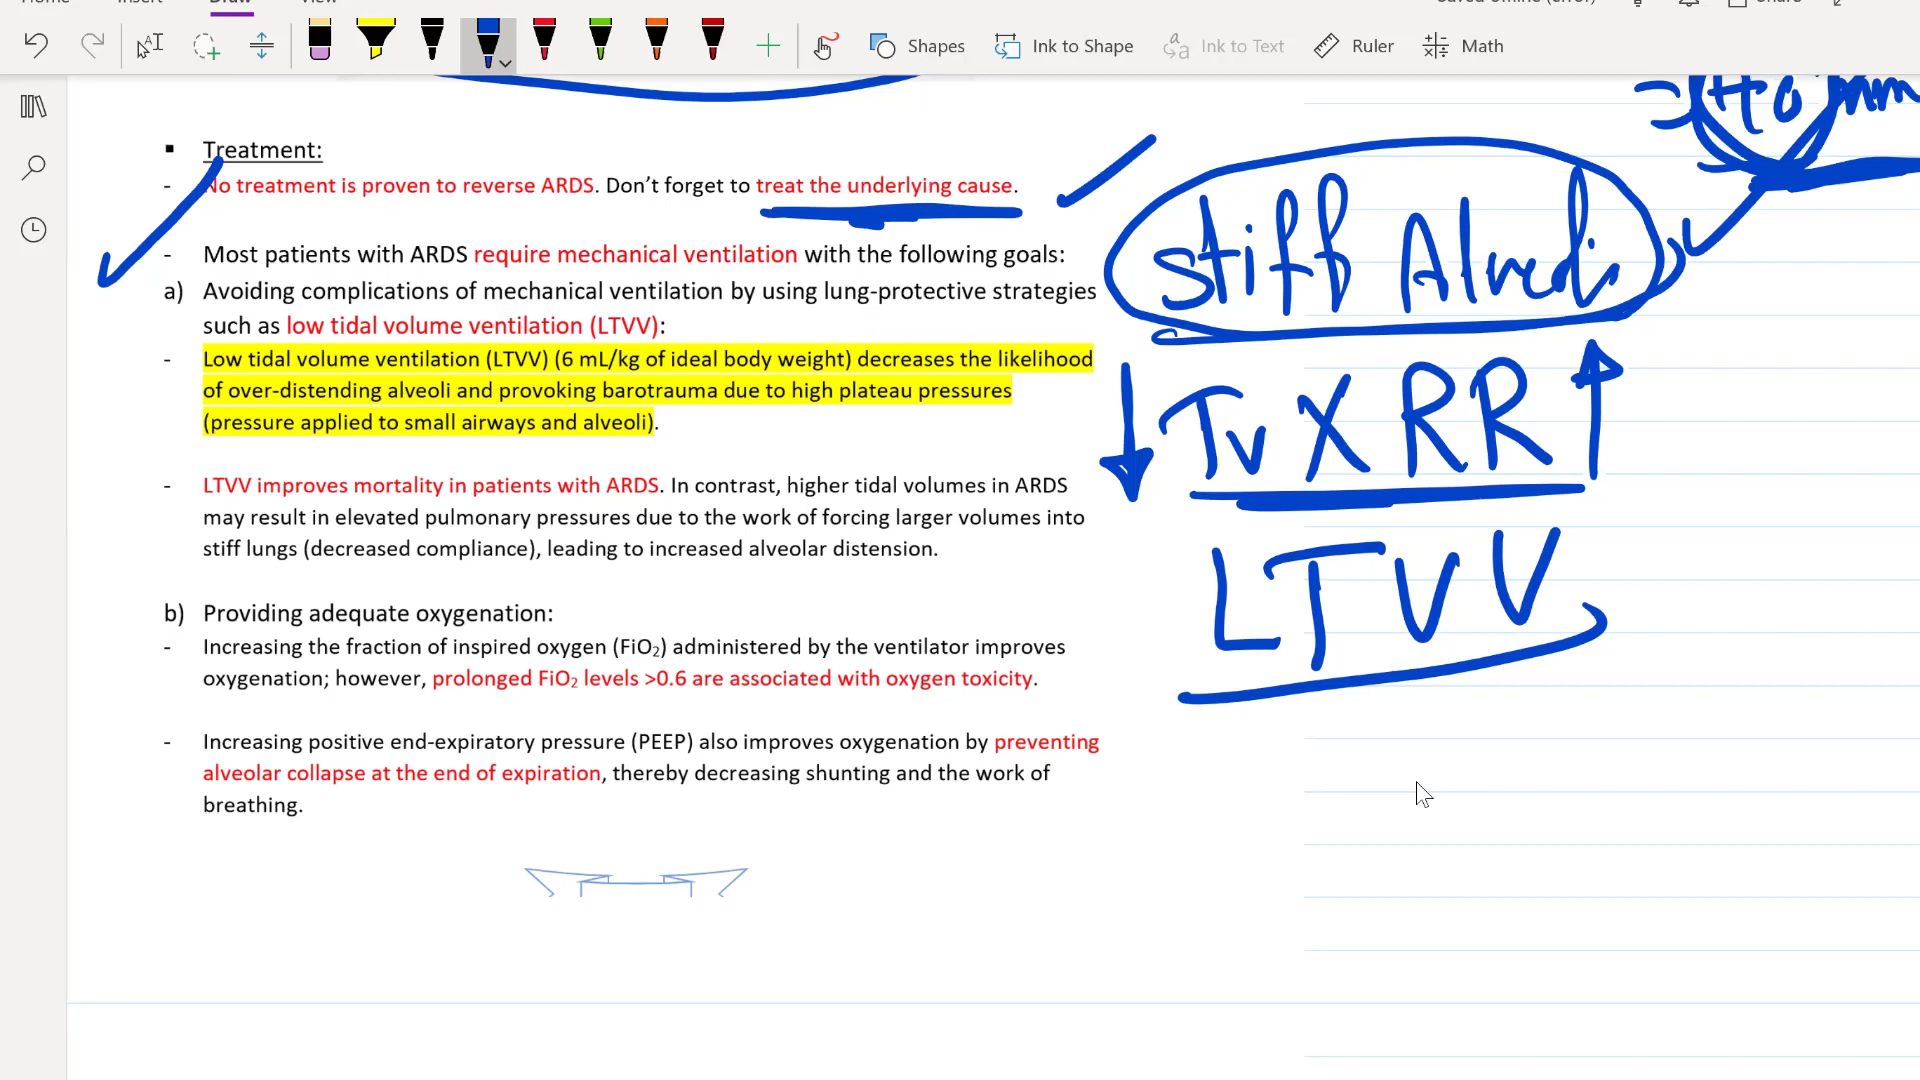 Home Insert Draw View Saved online (error) Share
Shapes Ink to Shape Ink to Text Ruler Math
Treatment:
- No treatment is proven to reverse ARDS. Don’t forget to treat the underlying cause.
- Most patients with ARDS require mechanical ventilation with the following goals:
a) Avoiding complications of mechanical ventilation by using lung-protective strategies
such as low tidal volume ventilation (LTVV):
- Low tidal volume ventilation (LTVV) (6 mL/kg of ideal body weight) decreases the likelihood
of over-distending alveoli and provoking barotrauma due to high plateau pressures
(pressure applied to small airways and alveoli).
- LTVV improves mortality in patients with ARDS. In contrast, higher tidal volumes in ARDS
may result in elevated pulmonary pressures due to the work of forcing larger volumes into
stiff lungs (decreased compliance), leading to increased alveolar distension.
b) Providing adequate oxygenation:
- Increasing the fraction of inspired oxygen (FiO₂) administered by the ventilator improves
oxygenation; however, prolonged FiO₂ levels >0.6 are associated with oxygen toxicity.
- Increasing positive end-expiratory pressure (PEEP) also improves oxygenation by preventing
alveolar collapse at the end of expiration, thereby decreasing shunting and the work of
breathing.
stiff Alveoli
↓ Tv X RR ↑
LTVV